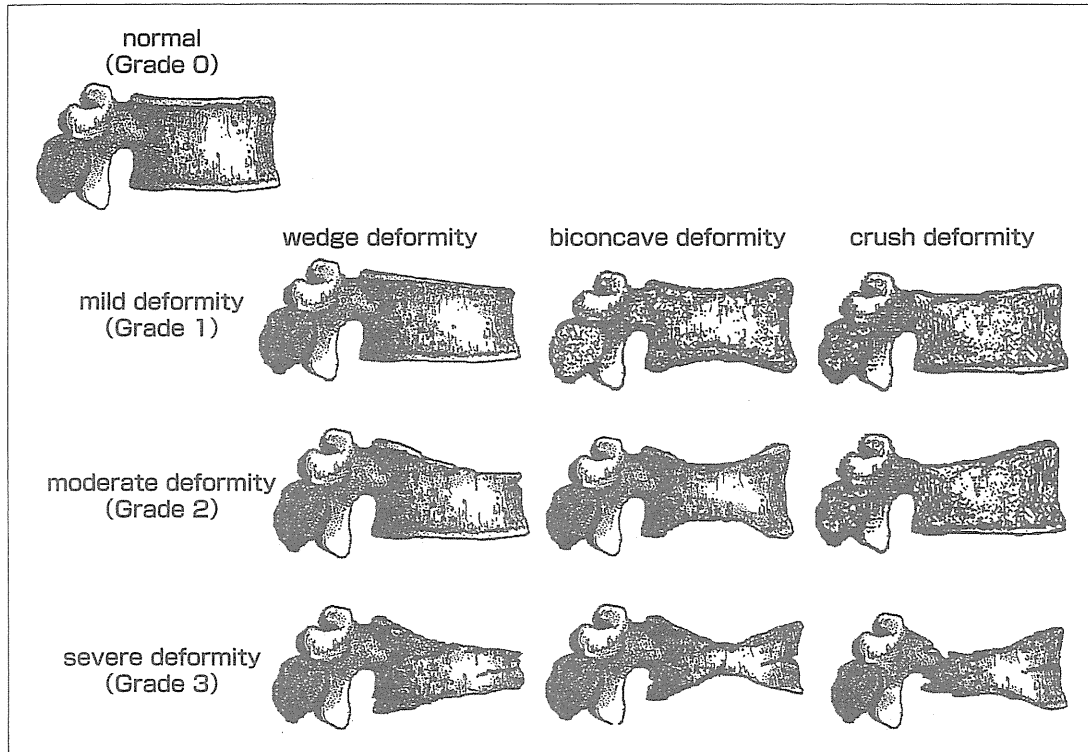 normal
(Grade 0)
wedge deformity
biconcave deformity
crush deformity
mild deformity
(Grade 1)
moderate deformity
(Grade 2)
severe deformity
(Grade 3)